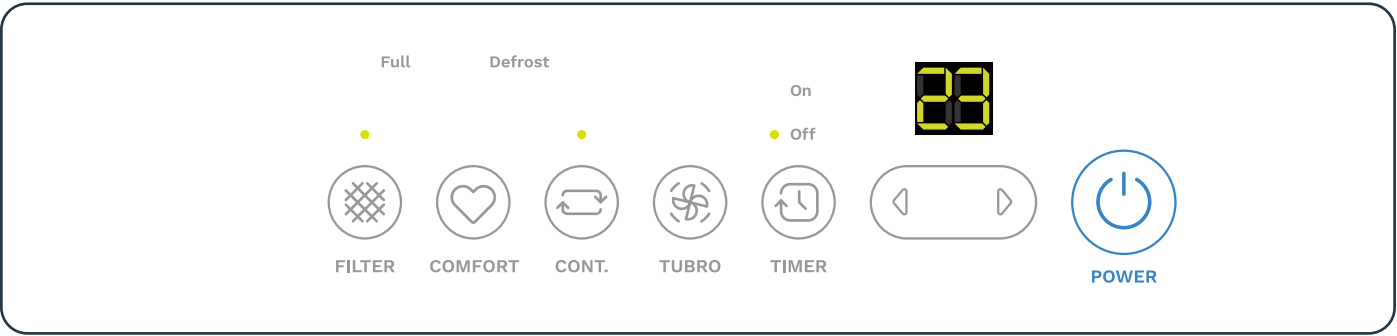 Full Defrost
On
Off
23
FILTER COMFORT CONT. TUBRO TIMER
POWER